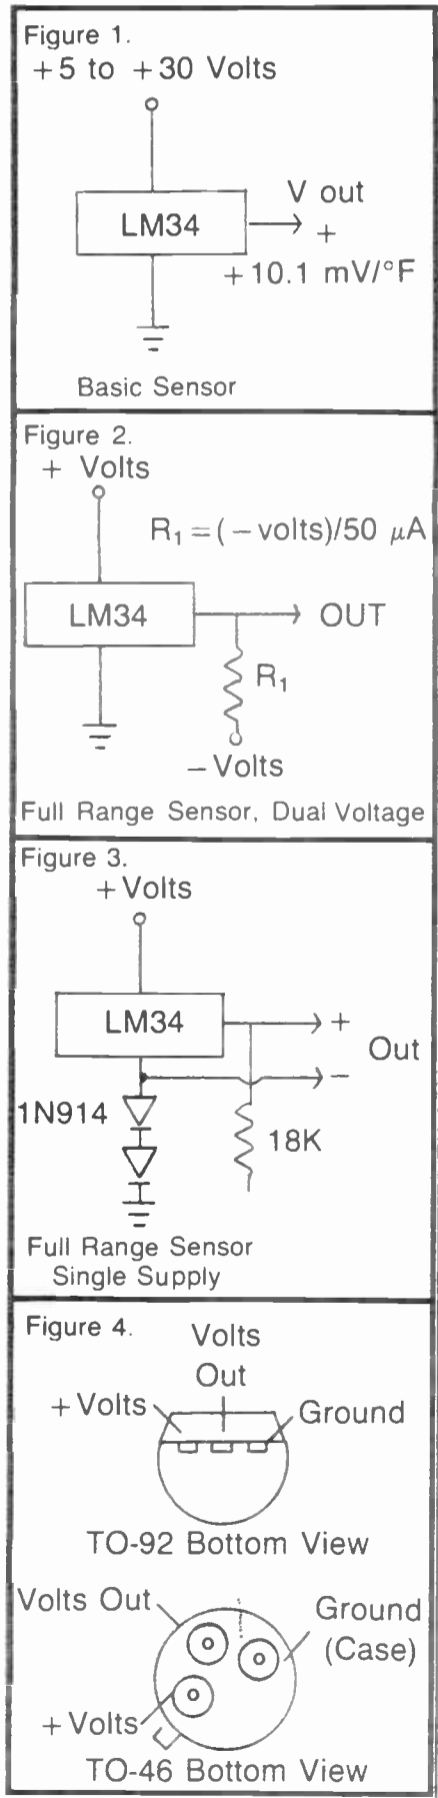 Figure 1.
+5 to +30 Volts
LM34
V out
+
+10.1 mV/°F
Basic Sensor
Figure 2.
+ Volts
R₁ = (−volts)/50 μA
LM34
OUT
R₁
−Volts
Full Range Sensor, Dual Voltage
Figure 3.
+Volts
LM34
+
Out
−
1N914
18K
Full Range Sensor
Single Supply
Figure 4.
Volts
Out
+Volts
Ground
TO-92 Bottom View
Volts Out
Ground
(Case)
+Volts
TO-46 Bottom View